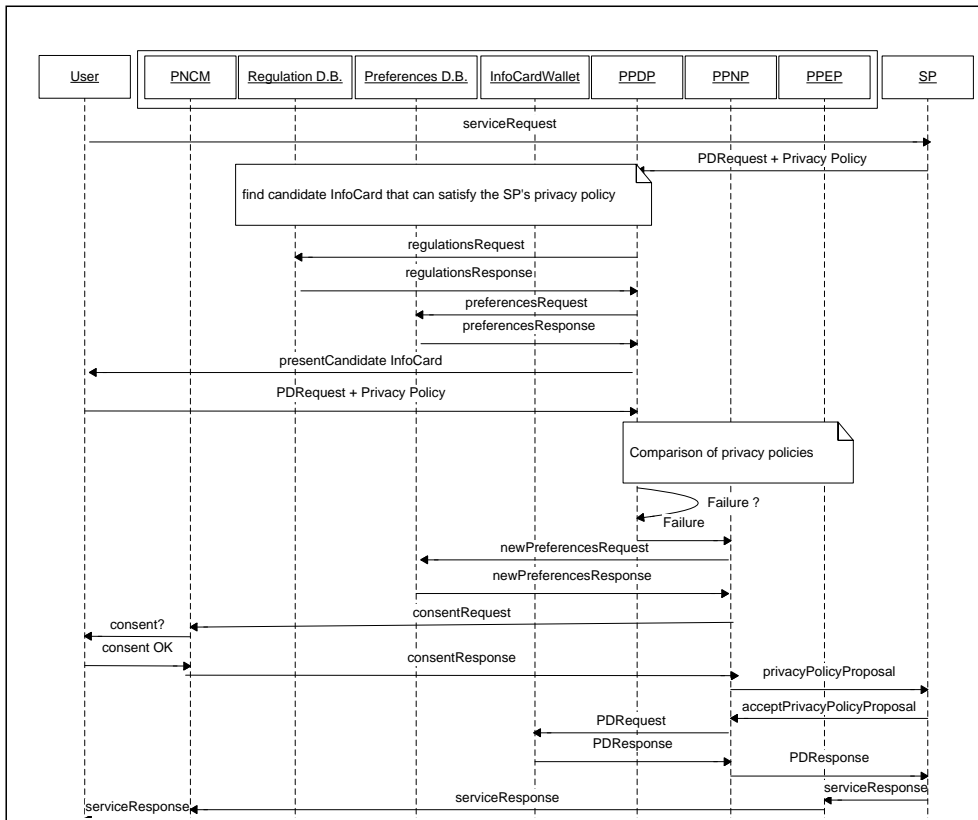 User PNCM Regulation D.B. Preferences D.B. InfoCardWallet PPDP PPNP PPEP SP
serviceRequest
PDRequest + Privacy Policy
find candidate InfoCard that can satisfy the SP's privacy policy
regulationsRequest
regulationsResponse
preferencesRequest
preferencesResponse
presentCandidate InfoCard
PDRequest + Privacy Policy
Comparison of privacy policies
Failure ?
Failure
newPreferencesRequest
newPreferencesResponse
consentRequest
consent?
consent OK
consentResponse
privacyPolicyProposal
acceptPrivacyPolicyProposal
PDRequest
PDResponse
PDResponse
serviceResponse
serviceResponse
serviceResponse